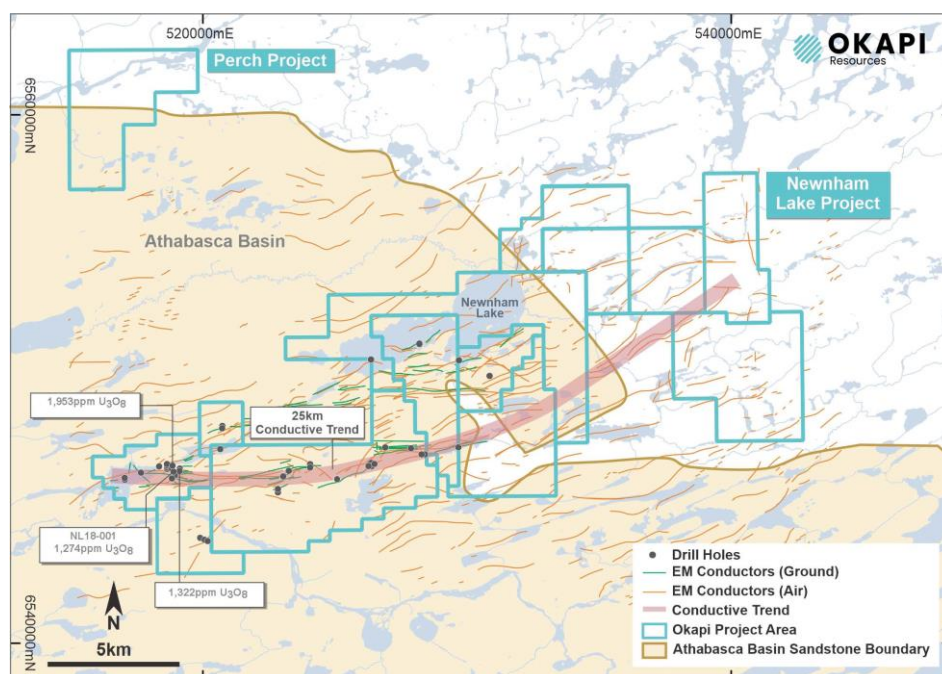 520000mE
540000mE
OKAPI
Resources
Perch Project
6560000mN
Newnham
Lake Project
Athabasca Basin
Newnham
Lake
1,953ppm U₃O₈
25km
Conductive Trend
NL18-001
1,274ppm U₃O₈
1,322ppm U₃O₈
N
5km
6540000mN
Drill Holes
EM Conductors (Ground)
EM Conductors (Air)
Conductive Trend
Okapi Project Area
Athabasca Basin Sandstone Boundary